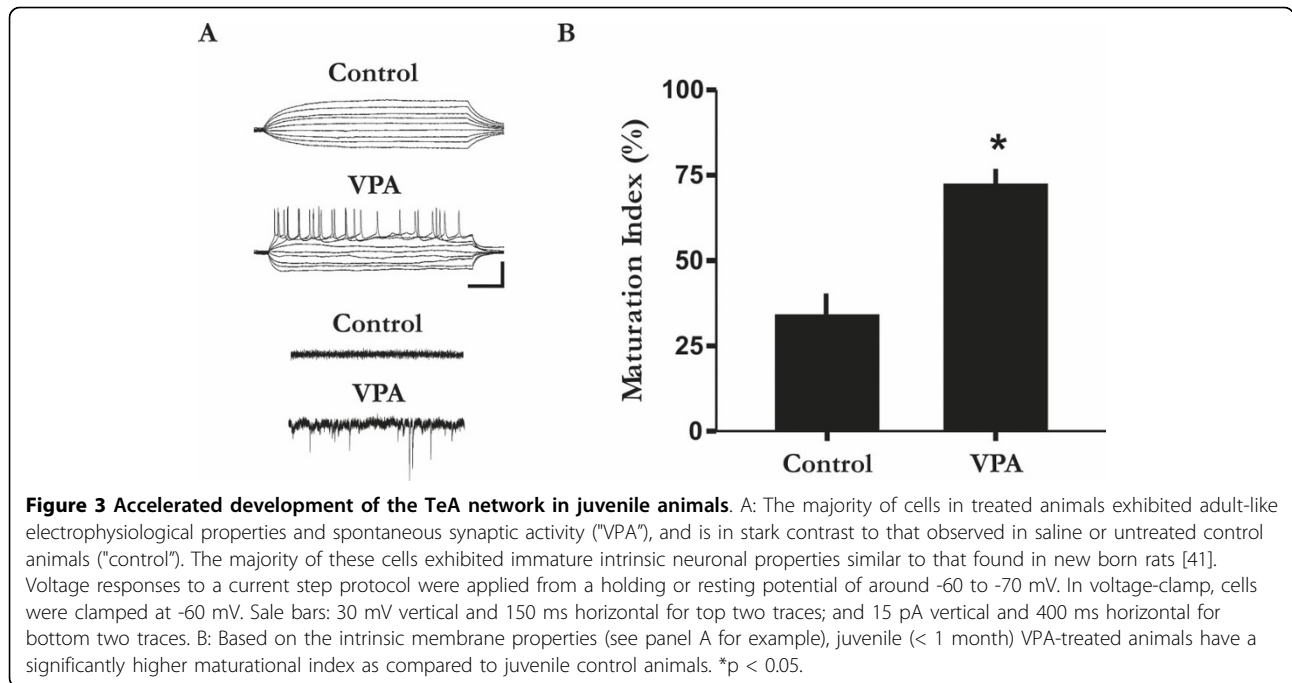 A
B
Control
VPA
Control
VPA
Maturation Index (%)
100
75
50
25
0
*
Control
VPA
Figure 3 Accelerated development of the TeA network in juvenile animals. A: The majority of cells in treated animals exhibited adult-like
electrophysiological properties and spontaneous synaptic activity ("VPA"), and is in stark contrast to that observed in saline or untreated control
animals ("control"). The majority of these cells exhibited immature intrinsic neuronal properties similar to that found in new born rats [41].
Voltage responses to a current step protocol were applied from a holding or resting potential of around -60 to -70 mV. In voltage-clamp, cells
were clamped at -60 mV. Sale bars: 30 mV vertical and 150 ms horizontal for top two traces; and 15 pA vertical and 400 ms horizontal for
bottom two traces. B: Based on the intrinsic membrane properties (see panel A for example), juvenile (< 1 month) VPA-treated animals have a
significantly higher maturational index as compared to juvenile control animals. *p < 0.05.